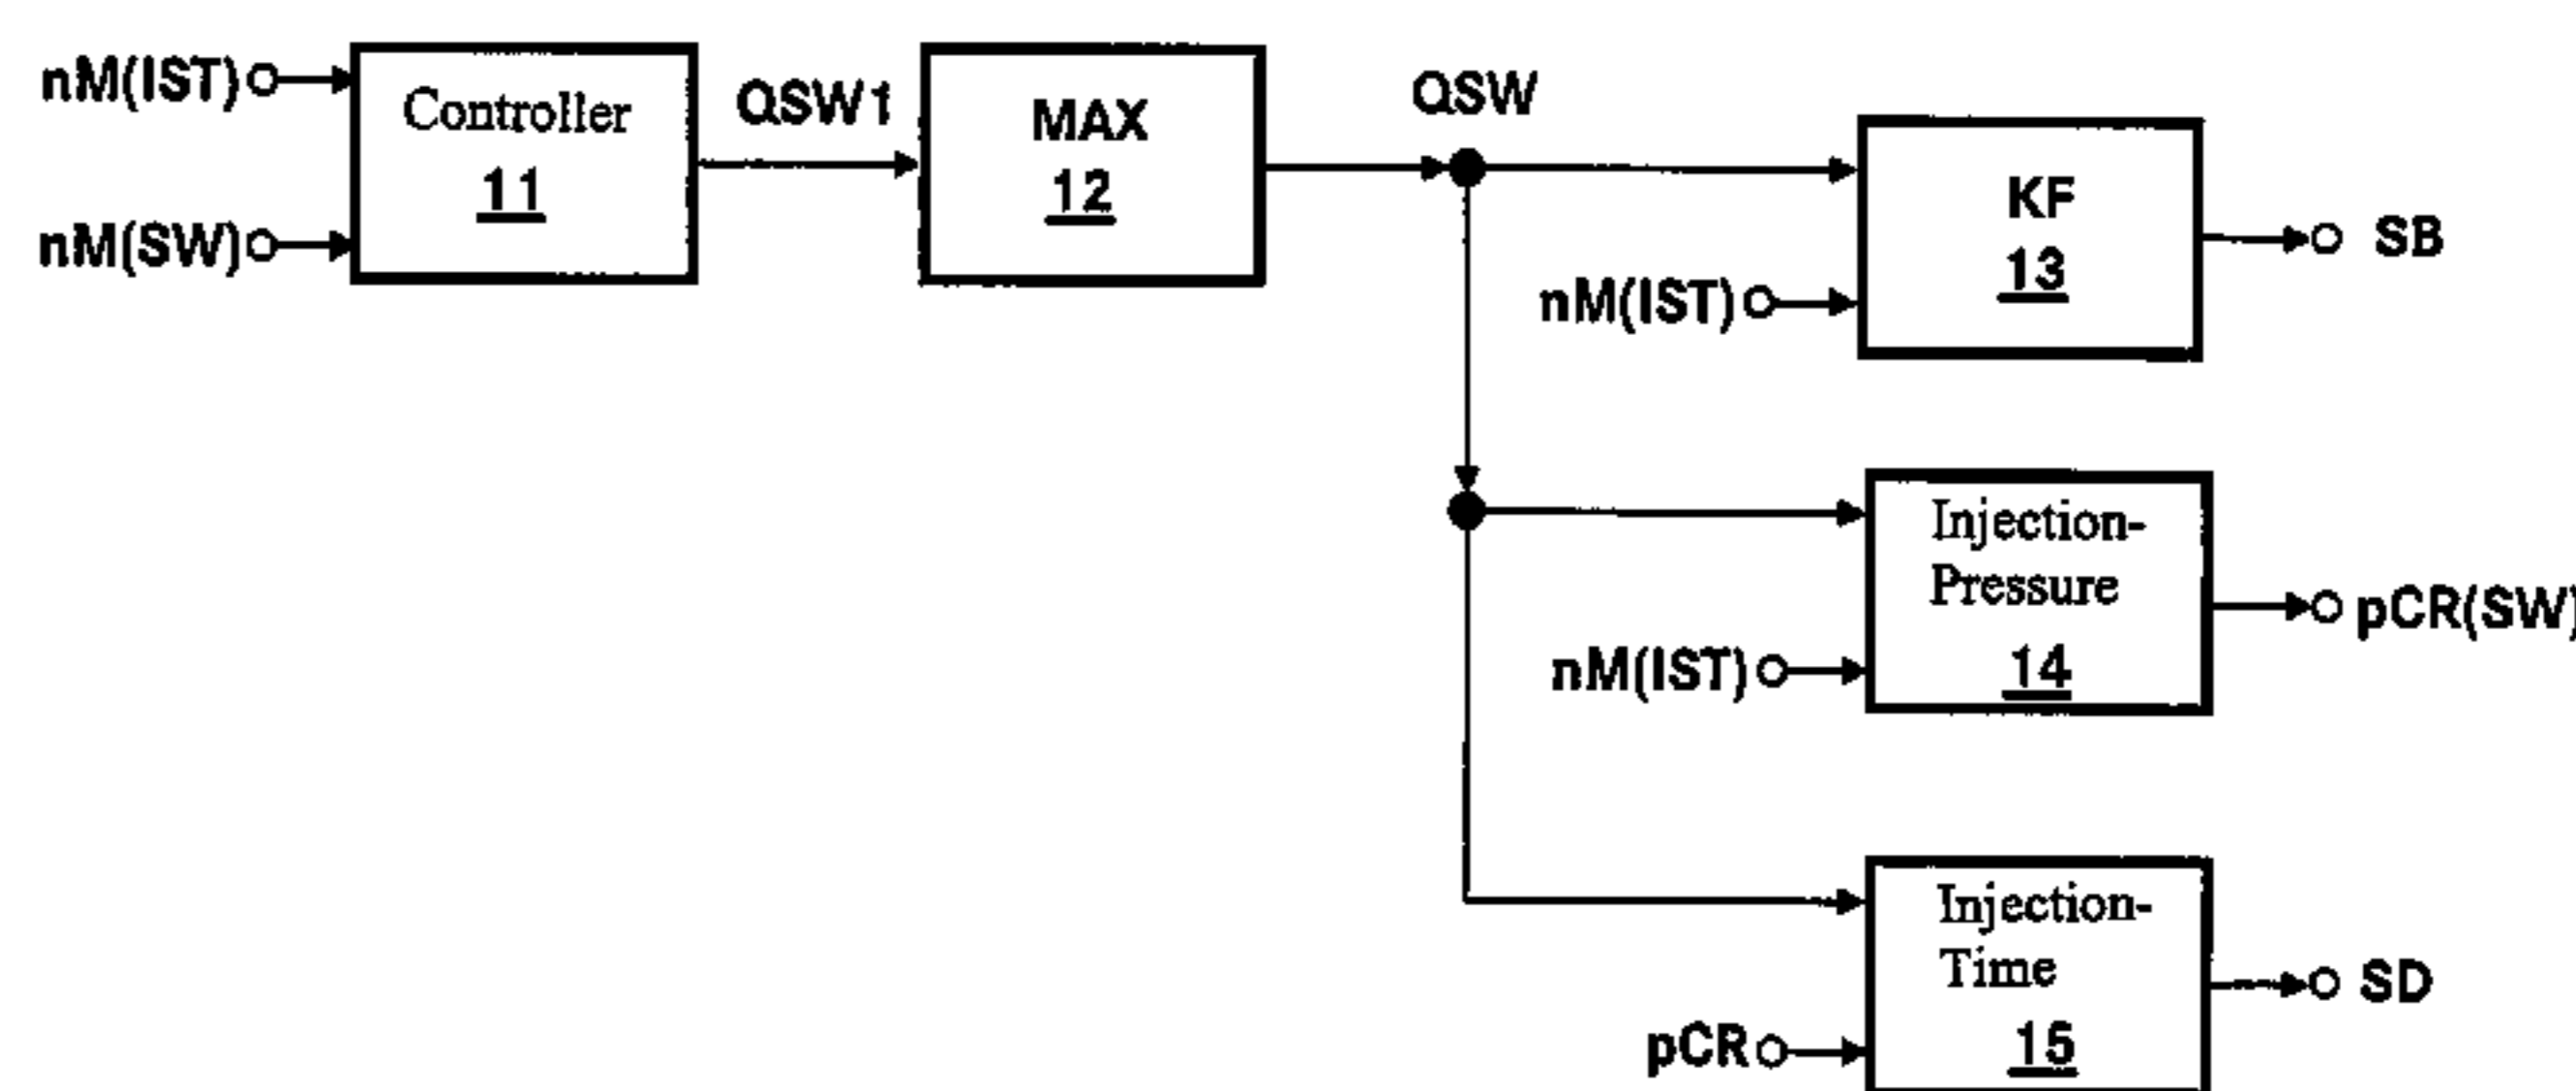 nM(IST)
nM(SW)
Controller
11
QSW1
MAX
12
QSW
nM(IST)
KF
13
SB
nM(IST)
Injection-
Pressure
14
pCR(SW)
pCR
Injection-
Time
15
SD